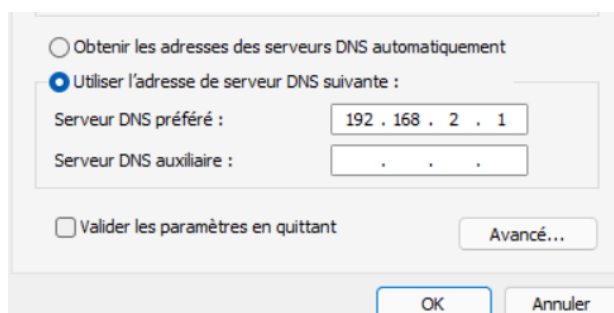 Obtenir les adresses des serveurs DNS automatiquement
Utiliser l'adresse de serveur DNS suivante :
Serveur DNS préféré : 192 . 168 . 2 . 1
Serveur DNS auxiliaire : . . .
Valider les paramètres en quittant Avancé...
OK Annuler